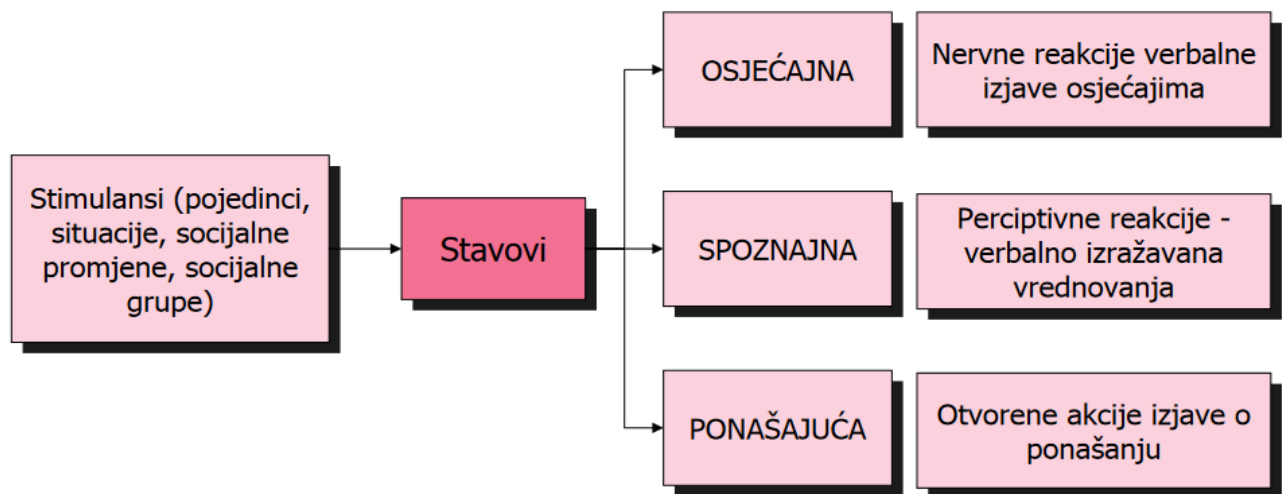 Stimulansi (pojedinci,
situacije, socijalne
promjene, socijalne
grupe)
Stavovi
OSJEĆAJNA
Nervne reakcije verbalne
izjave osjećajima
SPOZNAJNA
Perciptivne reakcije -
verbalno izražavana
vrednovanja
PONAŠAJUĆA
Otvorene akcije izjave o
ponašanju